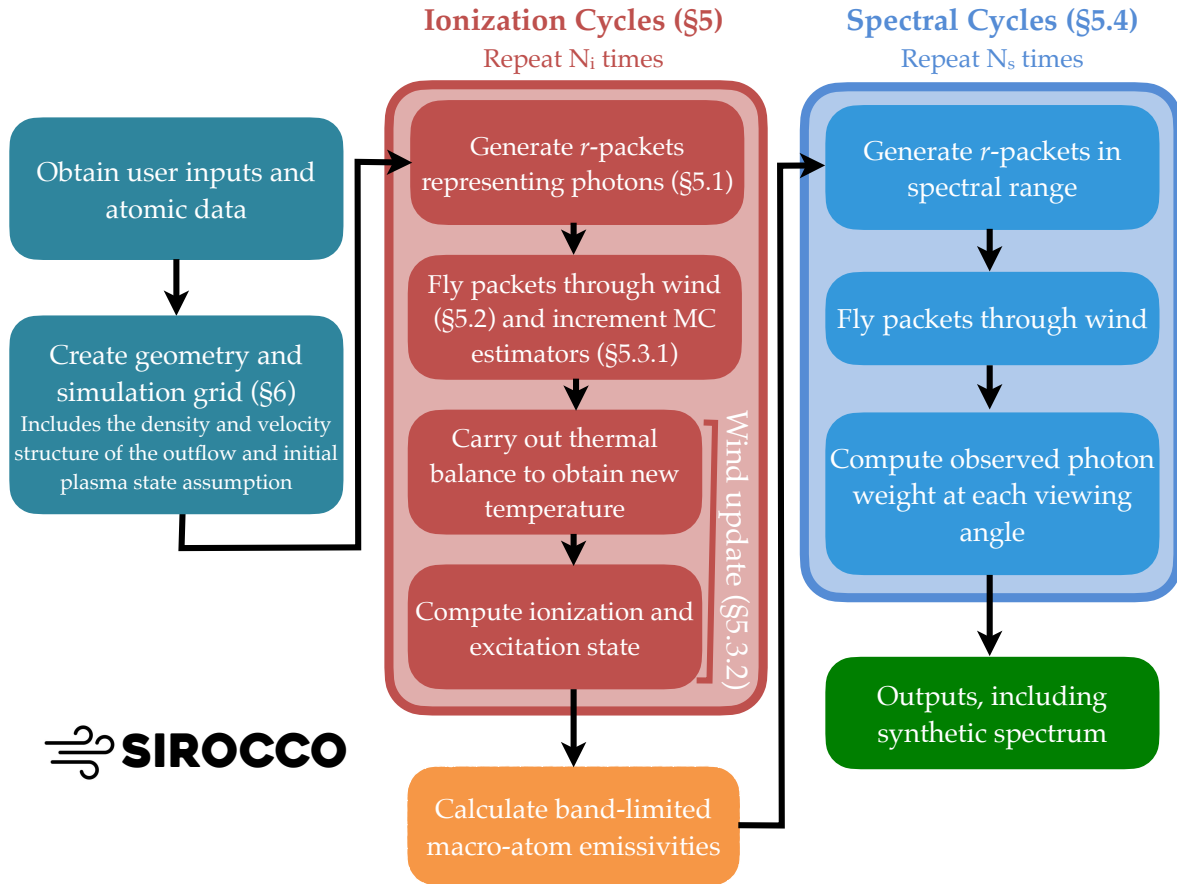 Obtain user inputs and
atomic data
Create geometry and
simulation grid (§6)
Includes the density and velocity
structure of the outflow and initial
plasma state assumption
Ionization Cycles (§5)
Repeat Nᵢ times
Generate r-packets
representing photons (§5.1)
Fly packets through wind
(§5.2) and increment MC
estimators (§5.3.1)
Carry out thermal
balance to obtain new
temperature
Compute ionization and
excitation state
Wind update (§5.3.2)
Calculate band-limited
macro-atom emissivities
Spectral Cycles (§5.4)
Repeat Nₛ times
Generate r-packets in
spectral range
Fly packets through wind
Compute observed photon
weight at each viewing
angle
Outputs, including
synthetic spectrum
SIROCCO